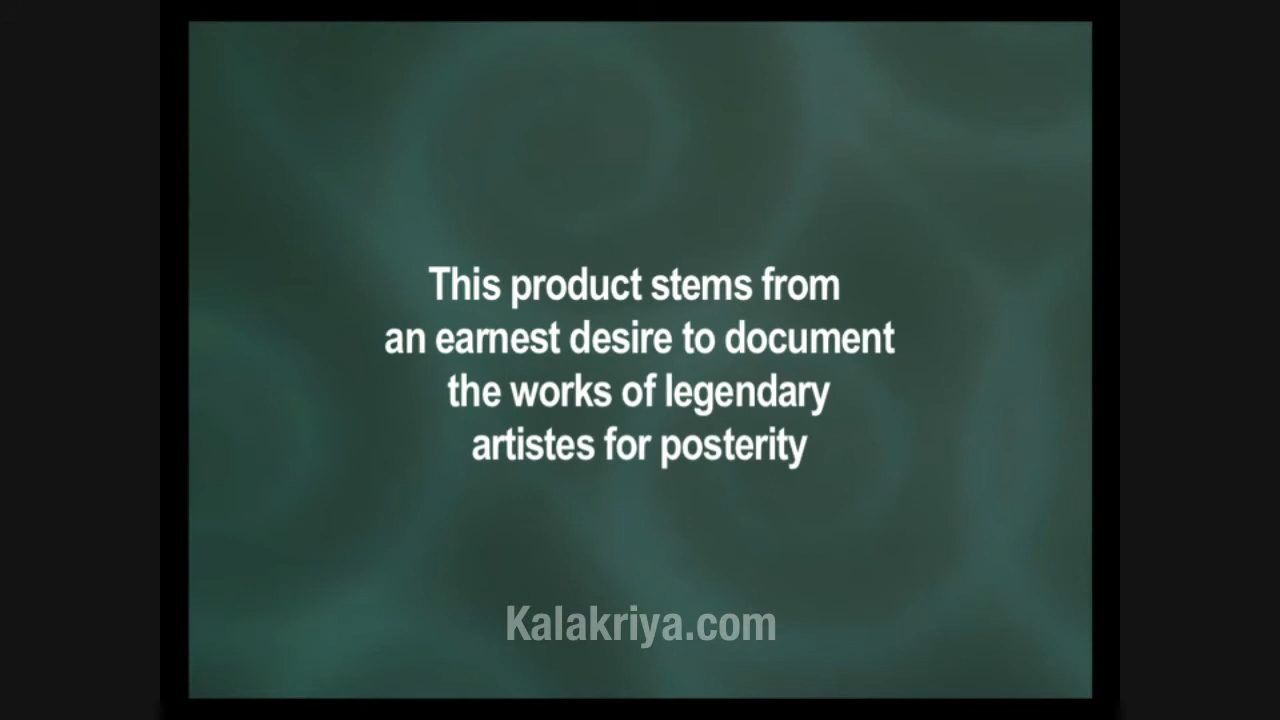 This product stems from
an earnest desire to document
the works of legendary
artistes for posterity
Kalakriya.com